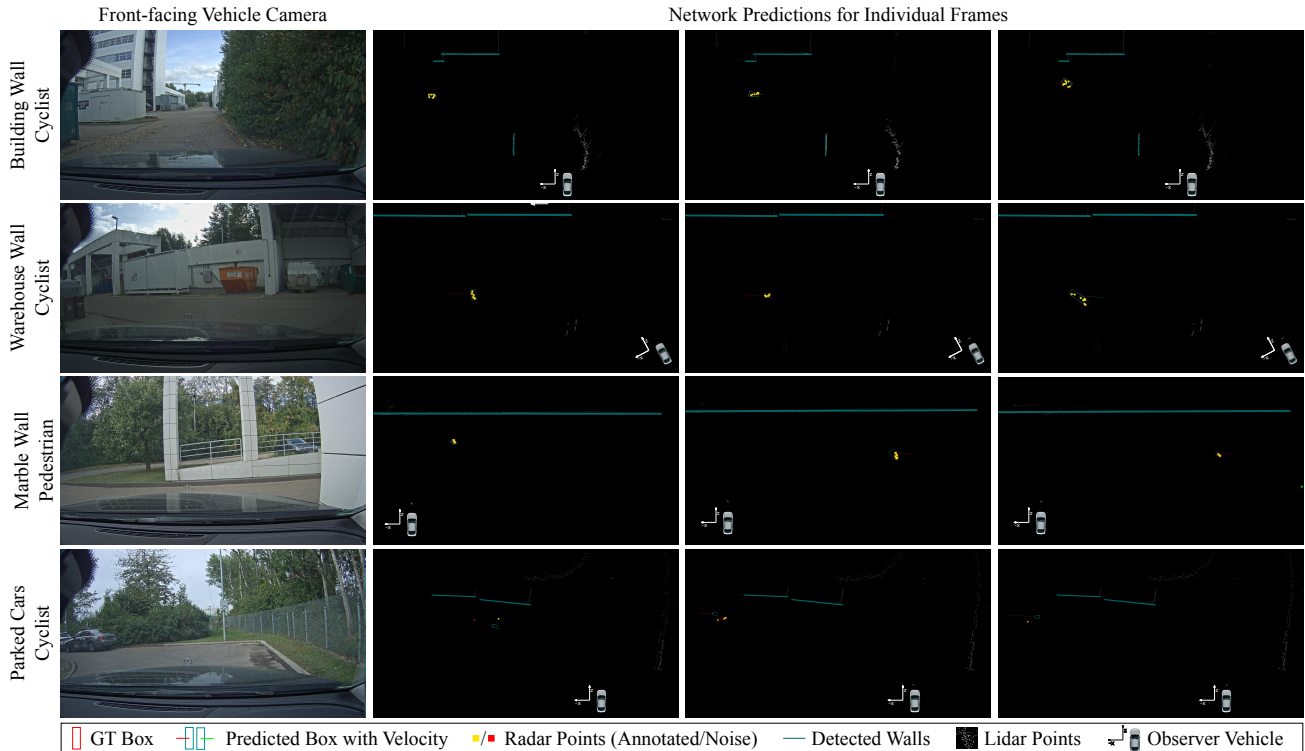 Front-facing Vehicle Camera
Network Predictions for Individual Frames
Building Wall
Cyclist
Warehouse Wall
Cyclist
Marble Wall
Pedestrian
Parked Cars
Cyclist
GT Box
Predicted Box with Velocity
Radar Points (Annotated/Noise)
Detected Walls
Lidar Points
Observer Vehicle